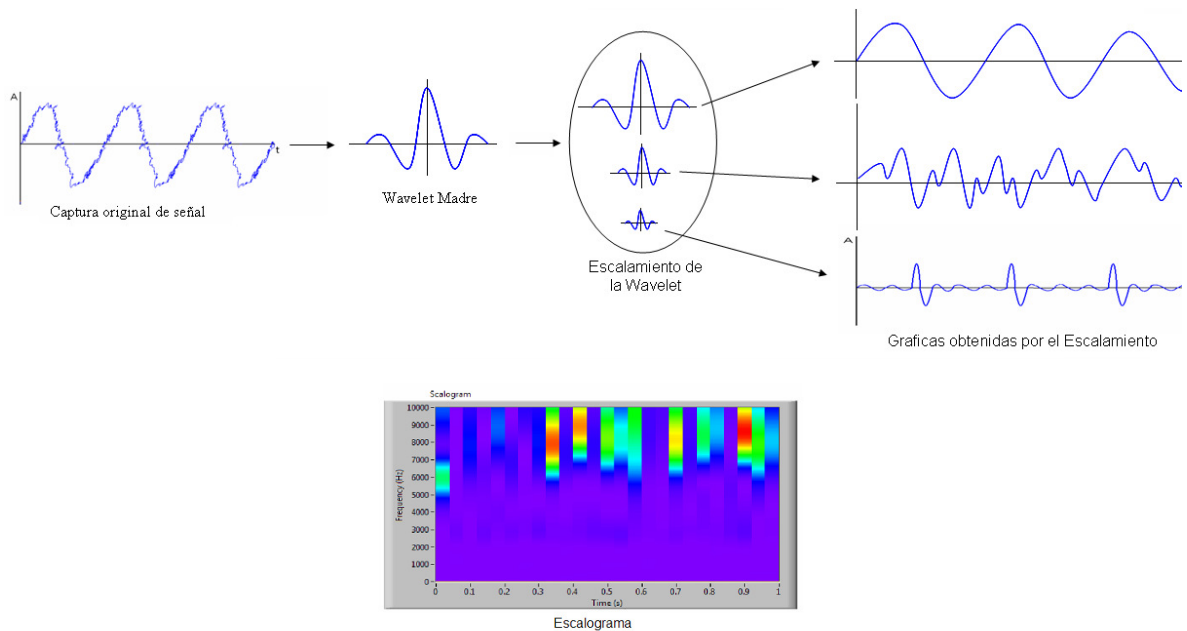 A
t
Captura original de señal
Wavelet Madre
Escalamiento de
la Wavelet
A
Graficas obtenidas por el Escalamiento
Scalogram
Frequency (Hz)
10000
9000
8000
7000
6000
5000
4000
3000
2000
1000
0
0 0.1 0.2 0.3 0.4 0.5 0.6 0.7 0.8 0.9 1
Time (s)
Escalograma